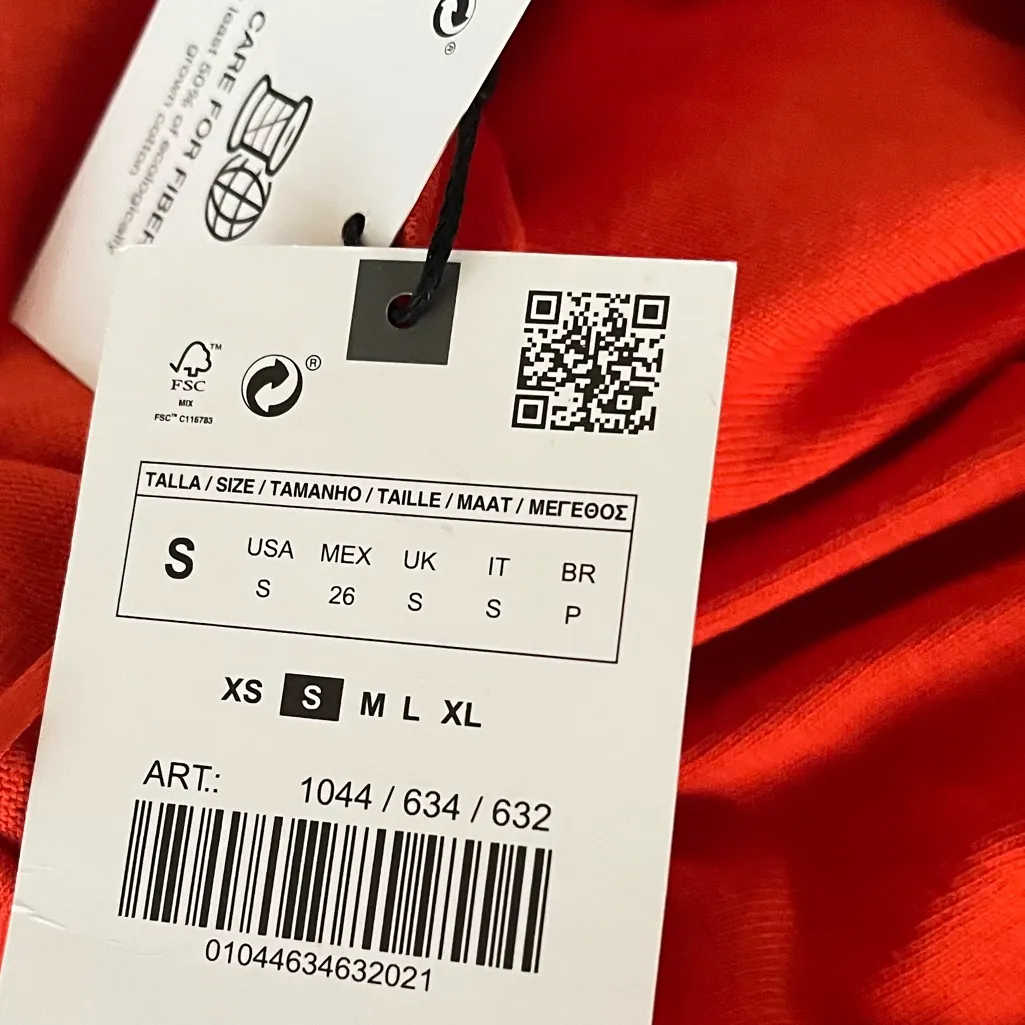 CARE FOR FIBER
least 50% of ecologically
grown cotton
®
TM
FSC
MIX
FSC™ C116783
®
TALLA / SIZE / TAMANHO / TAILLE / MAAT / ΜΕΓΕΘΟΣ
S USA MEX UK IT BR
S 26 S S P
XS S M L XL
ART.: 1044 / 634 / 632
01044634632021